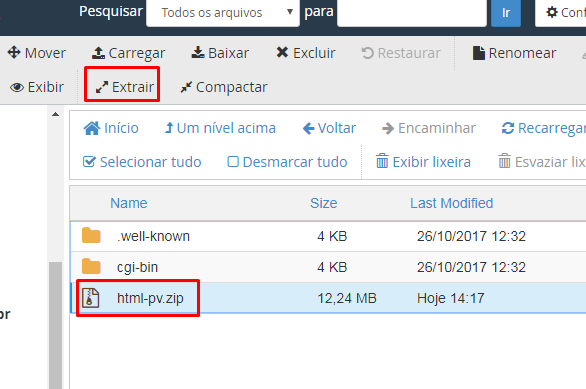 Pesquisar Todos os arquivos para Ir Conf
Mover Carregar Baixar Excluir Restaurar Renomear
Exibir Extrair Compactar
Início Um nível acima Voltar Encaminhar Recarregar
Selecionar tudo Desmarcar tudo Exibir lixeira Esvaziar lix
Name Size Last Modified
.well-known 4 KB 26/10/2017 12:32
cgi-bin 4 KB 26/10/2017 12:32
html-pv.zip 12,24 MB Hoje 14:17
or